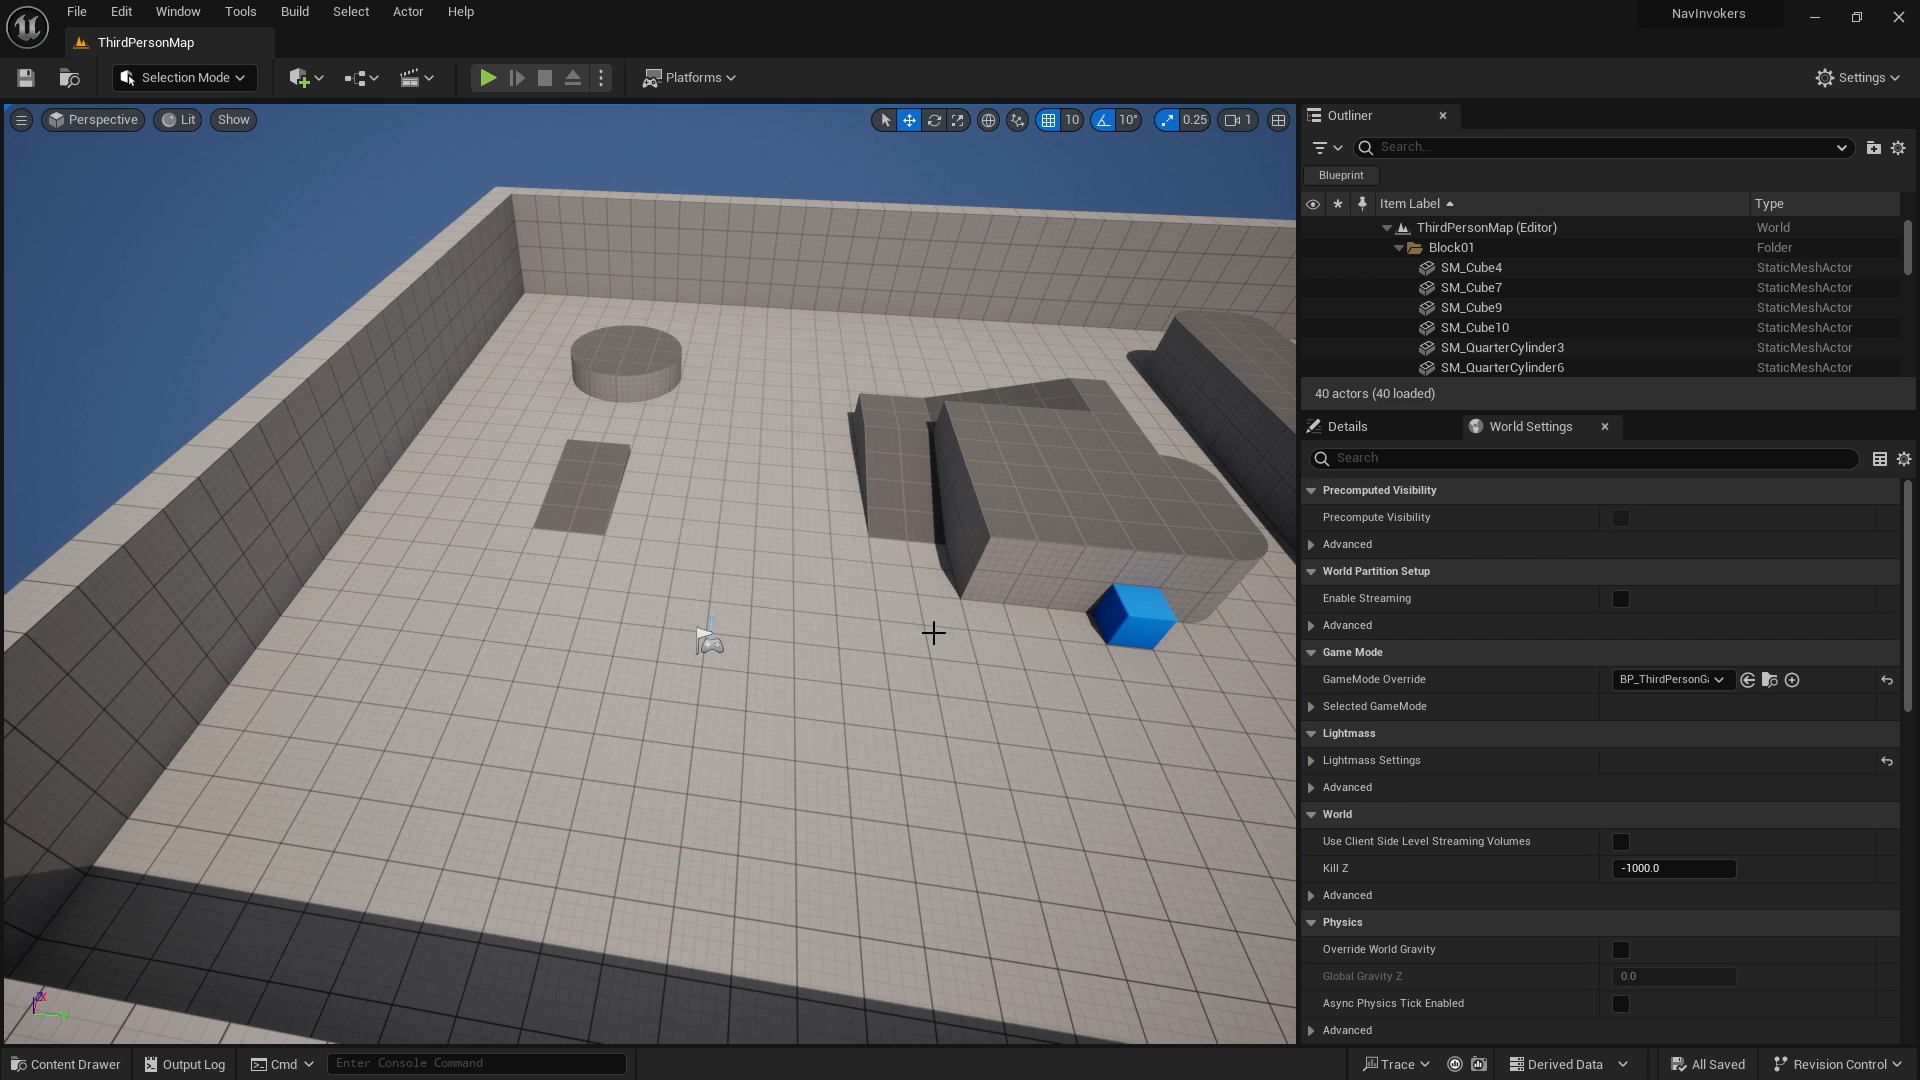 File Edit Window Tools Build Select Actor Help
NavInvokers
ThirdPersonMap
Selection Mode
Platforms
Settings
Perspective Lit Show
10 10° 0.25 1
Outliner
Search...
Blueprint
Item Label Type
ThirdPersonMap (Editor) World
Block01 Folder
SM_Cube4 StaticMeshActor
SM_Cube7 StaticMeshActor
SM_Cube9 StaticMeshActor
SM_Cube10 StaticMeshActor
SM_QuarterCylinder3 StaticMeshActor
SM_QuarterCylinder6 StaticMeshActor
40 actors (40 loaded)
Details World Settings
Search
Precomputed Visibility
Precompute Visibility
Advanced
World Partition Setup
Enable Streaming
Advanced
Game Mode
GameMode Override BP_ThirdPersonGa
Selected GameMode
Lightmass
Lightmass Settings
Advanced
World
Use Client Side Level Streaming Volumes
Kill Z -1000.0
Advanced
Physics
Override World Gravity
Global Gravity Z 0.0
Async Physics Tick Enabled
Advanced
Z X Y
Content Drawer Output Log Cmd Enter Console Command Trace Derived Data All Saved Revision Control